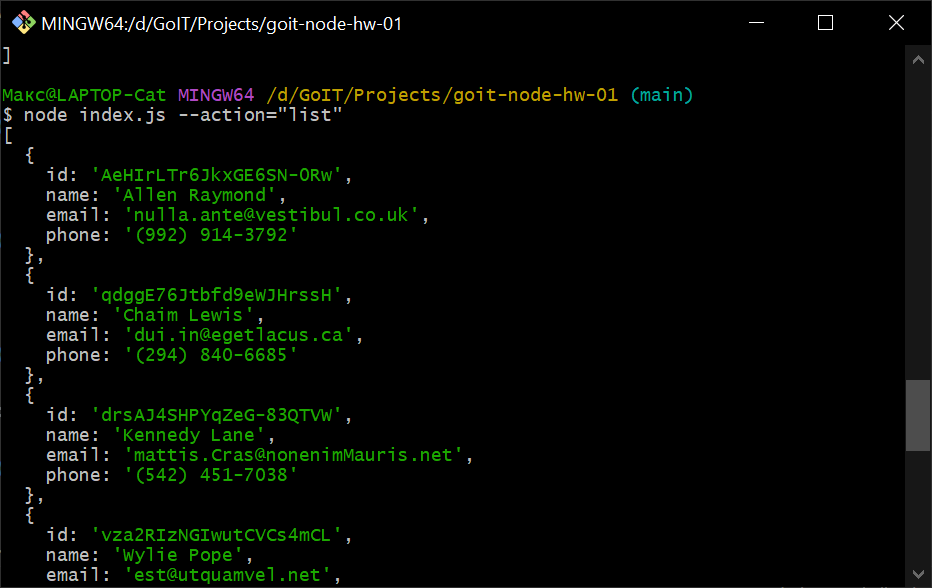 MINGW64:/d/GoIT/Projects/goit-node-hw-01
]
Макс@LAPTOP-Cat MINGW64 /d/GoIT/Projects/goit-node-hw-01 (main)
$ node index.js --action="list"
[
  {
    id: 'AeHIrLTr6JkxGE6SN-0Rw',
    name: 'Allen Raymond',
    email: 'nulla.ante@vestibul.co.uk',
    phone: '(992) 914-3792'
  },
  {
    id: 'qdggE76Jtbfd9eWJHrssH',
    name: 'Chaim Lewis',
    email: 'dui.in@egetlacus.ca',
    phone: '(294) 840-6685'
  },
  {
    id: 'drsAJ4SHPYqZeG-83QTVW',
    name: 'Kennedy Lane',
    email: 'mattis.Cras@nonenimMauris.net',
    phone: '(542) 451-7038'
  },
  {
    id: 'vza2RIzNGIwutCVCs4mCL',
    name: 'Wylie Pope',
    email: 'est@utquamvel.net',